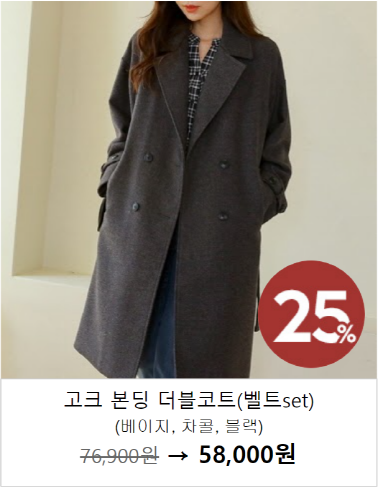 25%
고크 본딩 더블코트(벨트set)
(베이지, 차콜, 블랙)
76,900원 → 58,000원